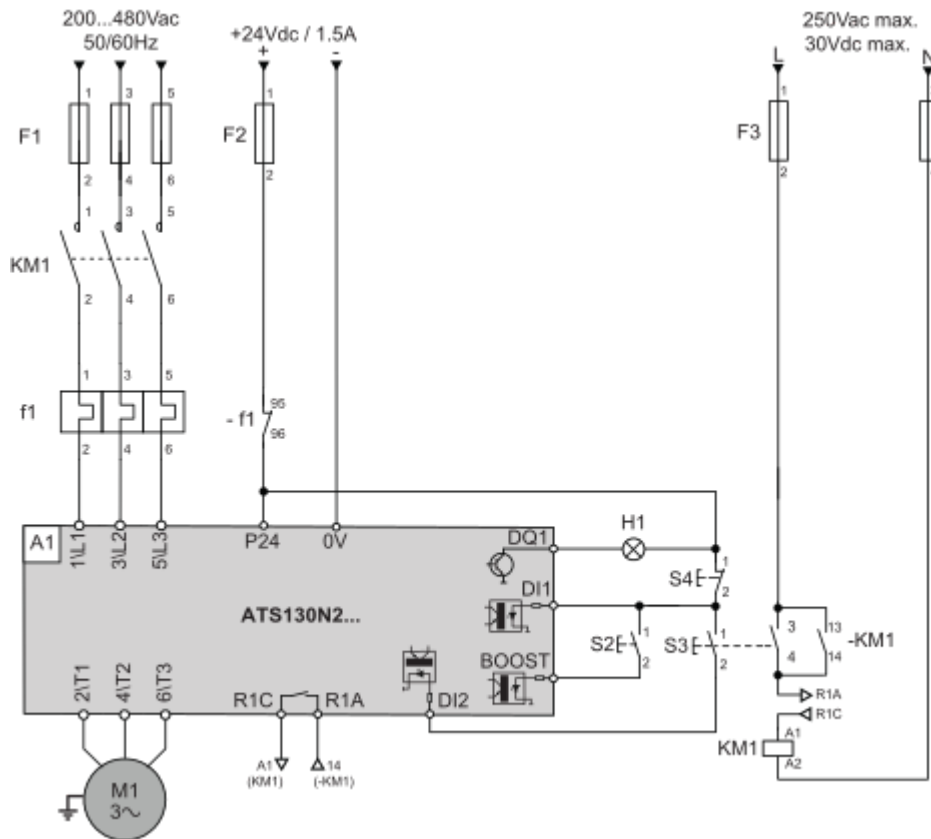 200...480Vac
50/60Hz
+24Vdc / 1.5A
+ -
250Vac max.
30Vdc max.
L N
1 3 5
F1
2 4 6
1
F2
2
1
F3
2
1 3 5
KM1
2 4 6
1 3 5
f1
2 4 6
95
- f1
96
A1
1\L1 3\L2 5\L3
P24 0V
DQ1
H1
1
S4
2
DI1
ATS130N2...
1
S2
2
1
S3
2
3
4
13
14
-KM1
BOOST
DI2
2\T1 4\T2 6\T3
R1C R1A
R1A
R1C
A1
KM1
A2
A1
(KM1)
14
(-KM1)
M1
3~